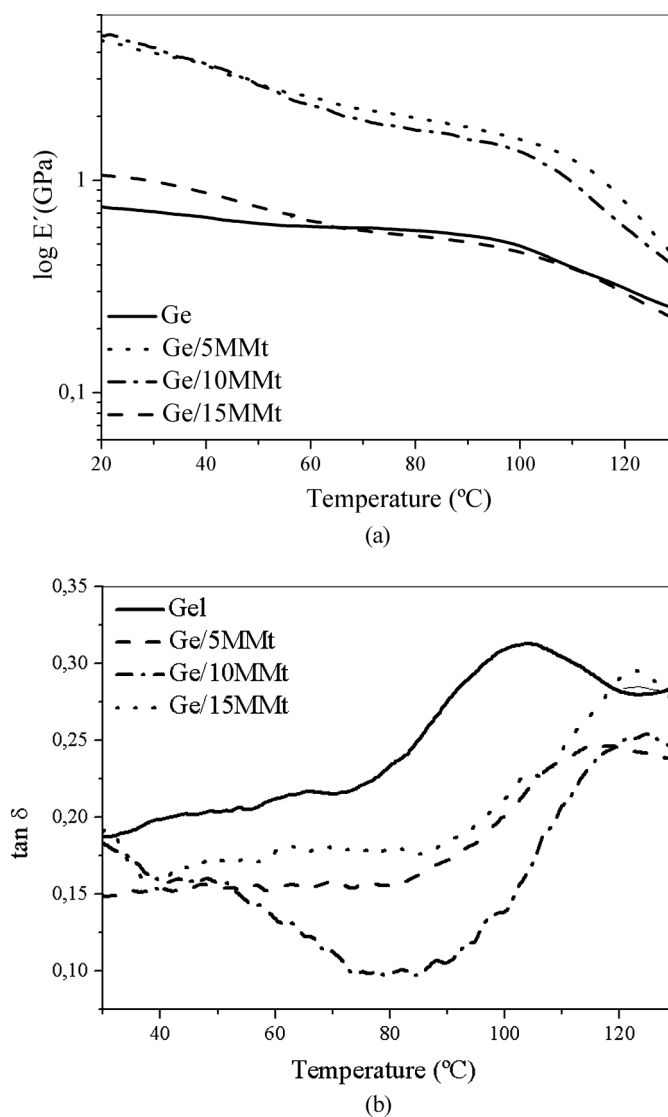 1
0,1
log E´(GPa)
Ge
Ge/5MMt
Ge/10MMt
Ge/15MMt
20 40 60 80 100 120
Temperature (ºC)
(a)
0,35
0,30
0,25
0,20
0,15
0,10
tan δ
Gel
Ge/5MMt
Ge/10MMt
Ge/15MMt
40 60 80 100 120
Temperature (ºC)
(b)